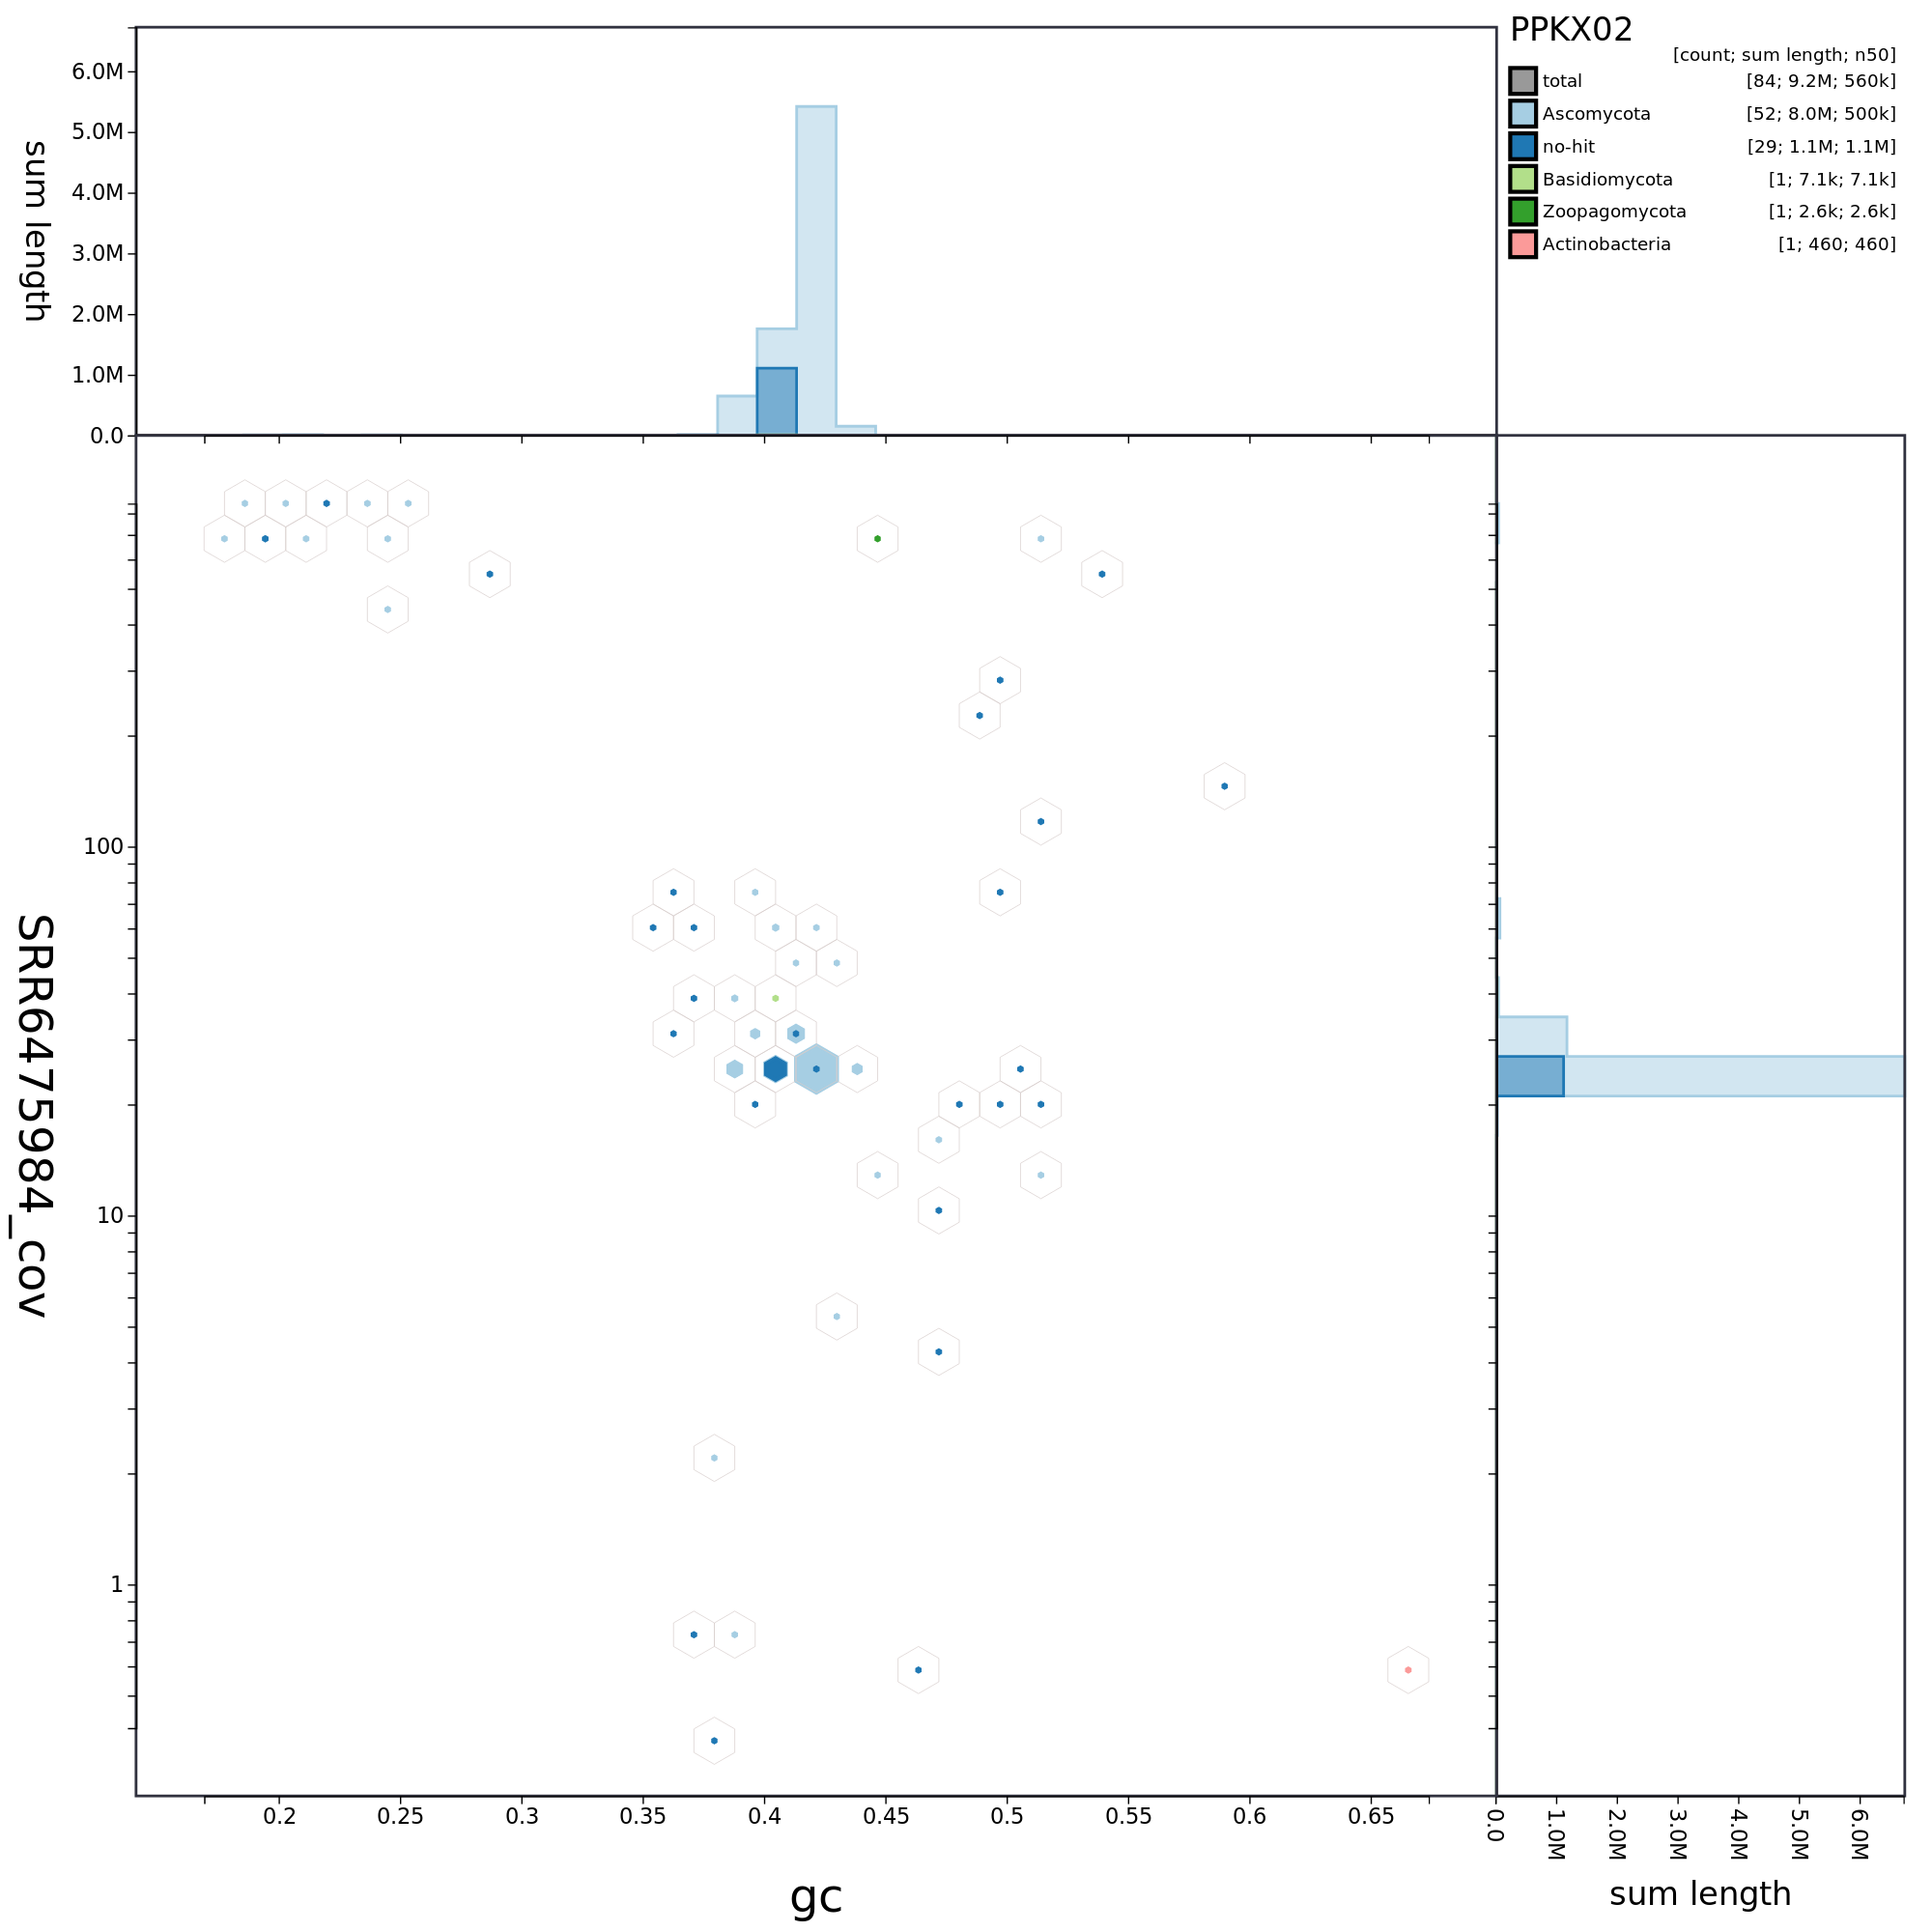 PPKX02
[count; sum length; n50]
total [84; 9.2M; 560k]
Ascomycota [52; 8.0M; 500k]
no-hit [29; 1.1M; 1.1M]
Basidiomycota [1; 7.1k; 7.1k]
Zoopagomycota [1; 2.6k; 2.6k]
Actinobacteria [1; 460; 460]
sum length
6.0M
5.0M
4.0M
3.0M
2.0M
1.0M
0.0
SRR6475984_cov
100
10
1
0.2 0.25 0.3 0.35 0.4 0.45 0.5 0.55 0.6 0.65
gc
0.0 1.0M 2.0M 3.0M 4.0M 5.0M 6.0M
sum length